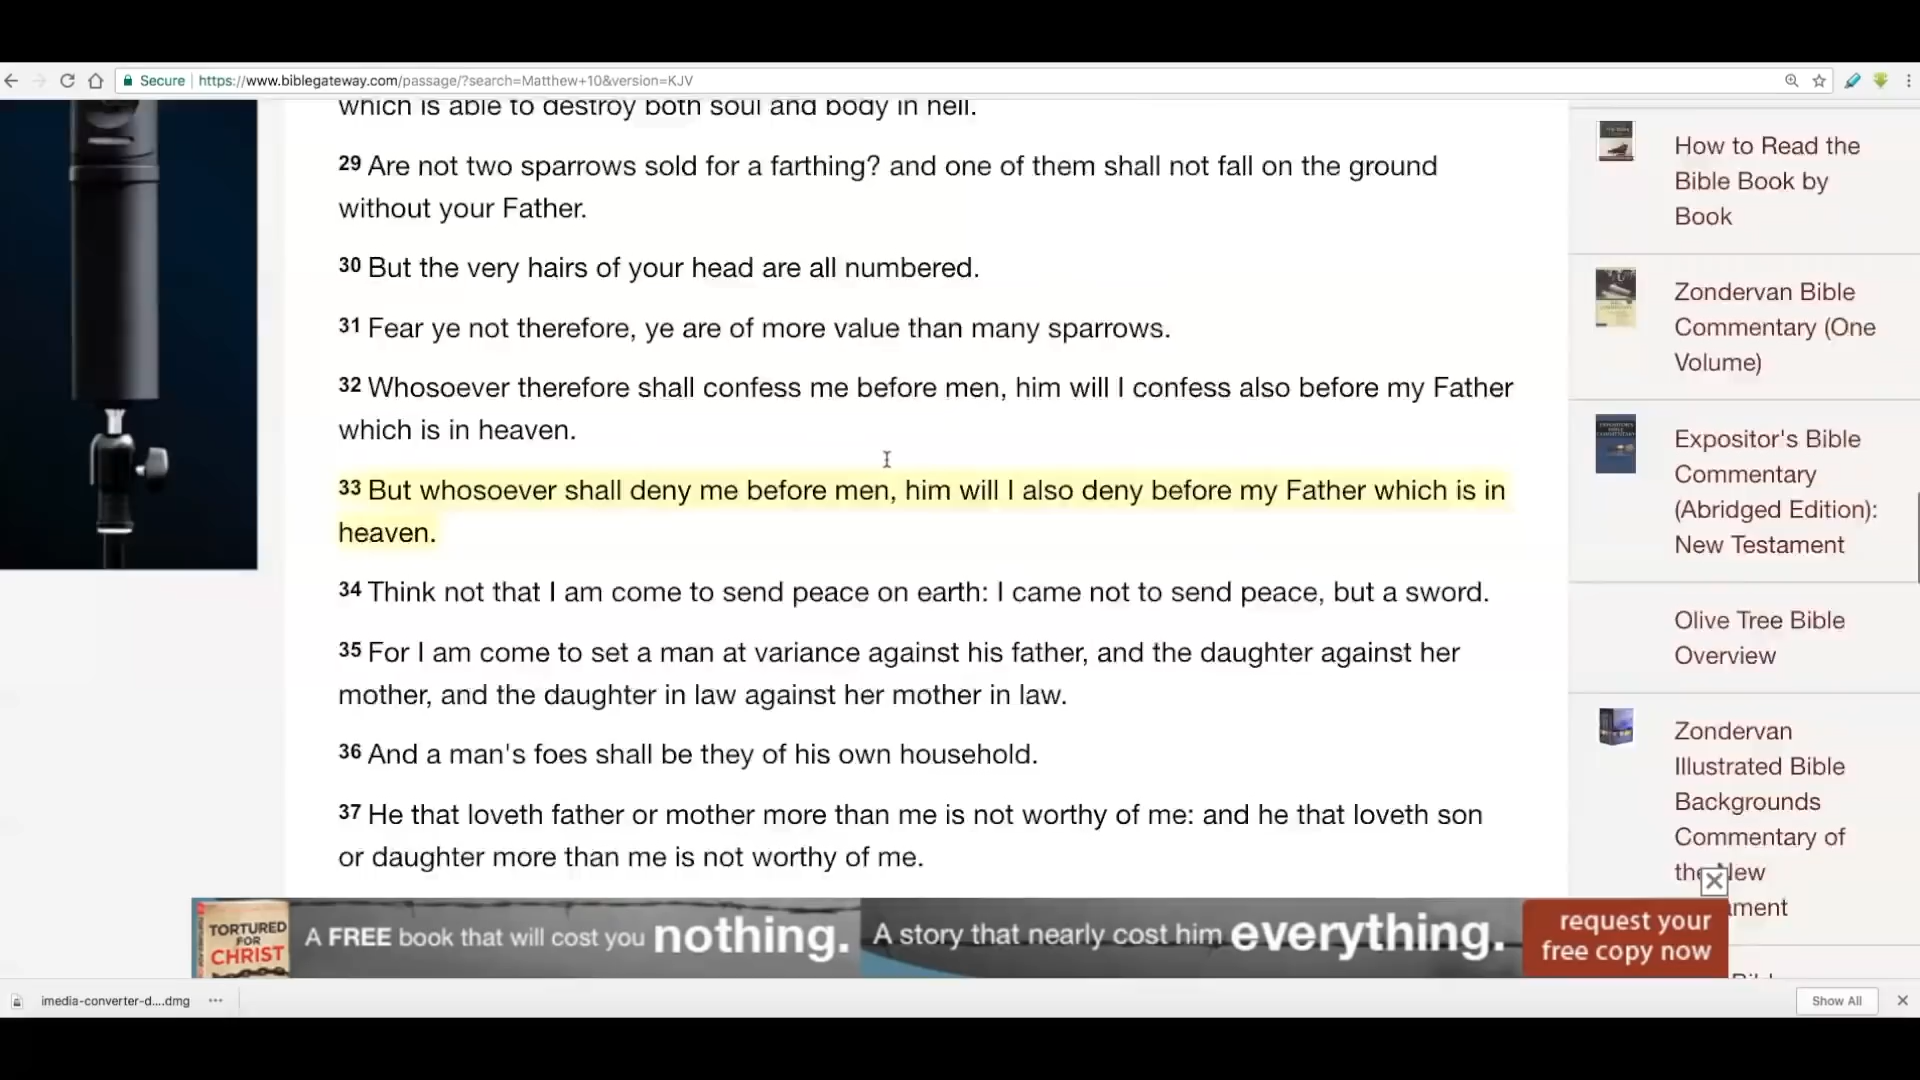 Secure https://www.biblegateway.com/passage/?search=Matthew+10&version=KJV
which is able to destroy both soul and body in hell.
29 Are not two sparrows sold for a farthing? and one of them shall not fall on the ground
without your Father.
30 But the very hairs of your head are all numbered.
31 Fear ye not therefore, ye are of more value than many sparrows.
32 Whosoever therefore shall confess me before men, him will I confess also before my Father
which is in heaven.
33 But whosoever shall deny me before men, him will I also deny before my Father which is in
heaven.
34 Think not that I am come to send peace on earth: I came not to send peace, but a sword.
35 For I am come to set a man at variance against his father, and the daughter against her
mother, and the daughter in law against her mother in law.
36 And a man's foes shall be they of his own household.
37 He that loveth father or mother more than me is not worthy of me: and he that loveth son
or daughter more than me is not worthy of me.
How to Read the
Bible Book by
Book
Zondervan Bible
Commentary (One
Volume)
Expositor's Bible
Commentary
(Abridged Edition):
New Testament
Olive Tree Bible
Overview
Zondervan
Illustrated Bible
Backgrounds
Commentary of
the New
ament
TORTURED
FOR
CHRIST
A FREE book that will cost you nothing.
A story that nearly cost him everything.
request your
free copy now
imedia-converter-d....dmg
Show All